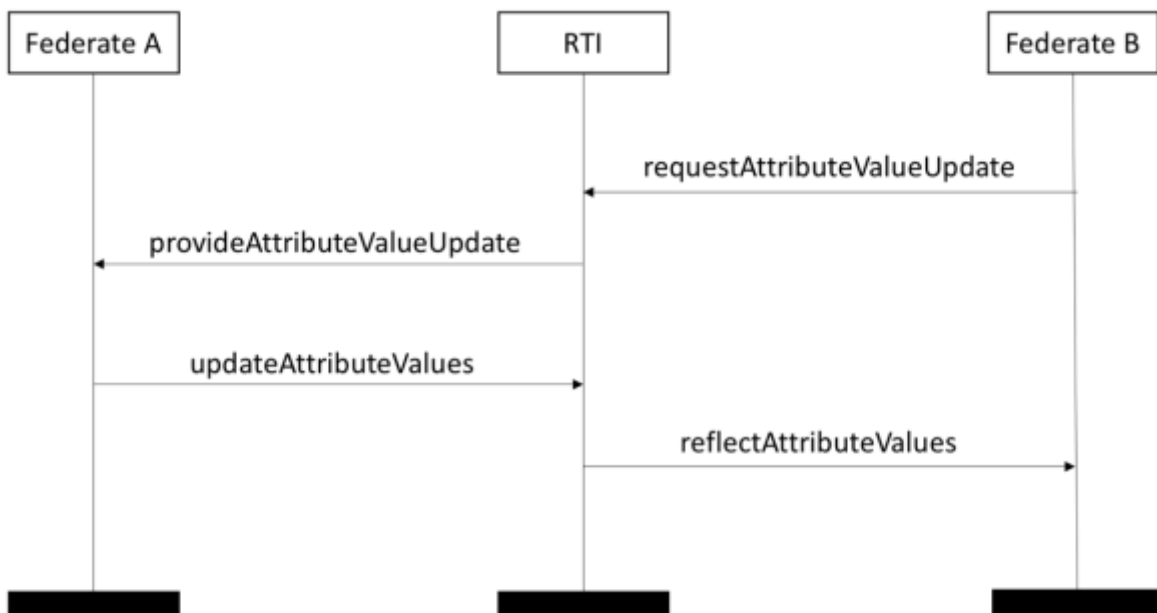 Federate A
RTI
Federate B
requestAttributeValueUpdate
provideAttributeValueUpdate
updateAttributeValues
reflectAttributeValues